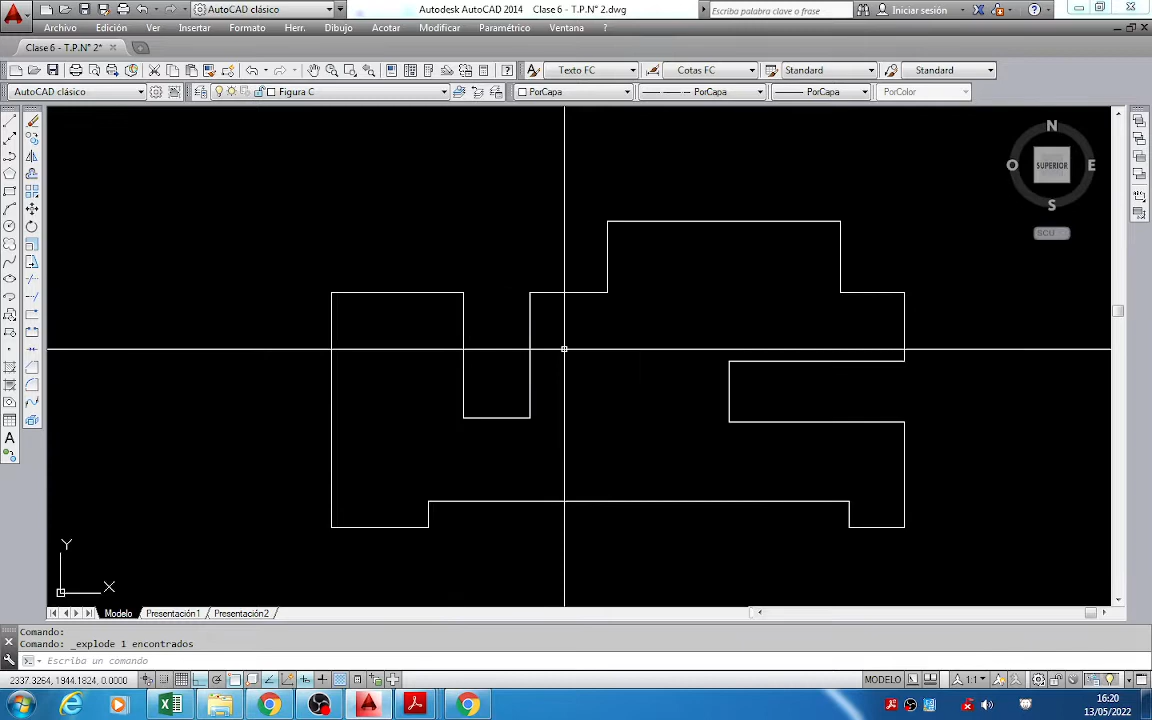 AutoCAD clásico
Autodesk AutoCAD 2014 Clase 6 - T.P.N° 2.dwg
Escriba palabra clave o frase
Iniciar sesión
Archivo Edición Ver Insertar Formato Herr. Dibujo Acotar Modificar Paramétrico Ventana ?
Clase 6 - T.P.N° 2*
Texto FC Cotas FC Standard Standard
AutoCAD clásico Figura C PorCapa PorCapa PorCapa PorColor
N
O SUPERIOR E
S
SCU
Y
X
Modelo Presentación1 Presentación2
Comando:
Comando: _explode 1 encontrados
Escriba un comando
2337.3264, 1944.1824, 0.0000 MODELO 1:1
16:20
13/05/2022